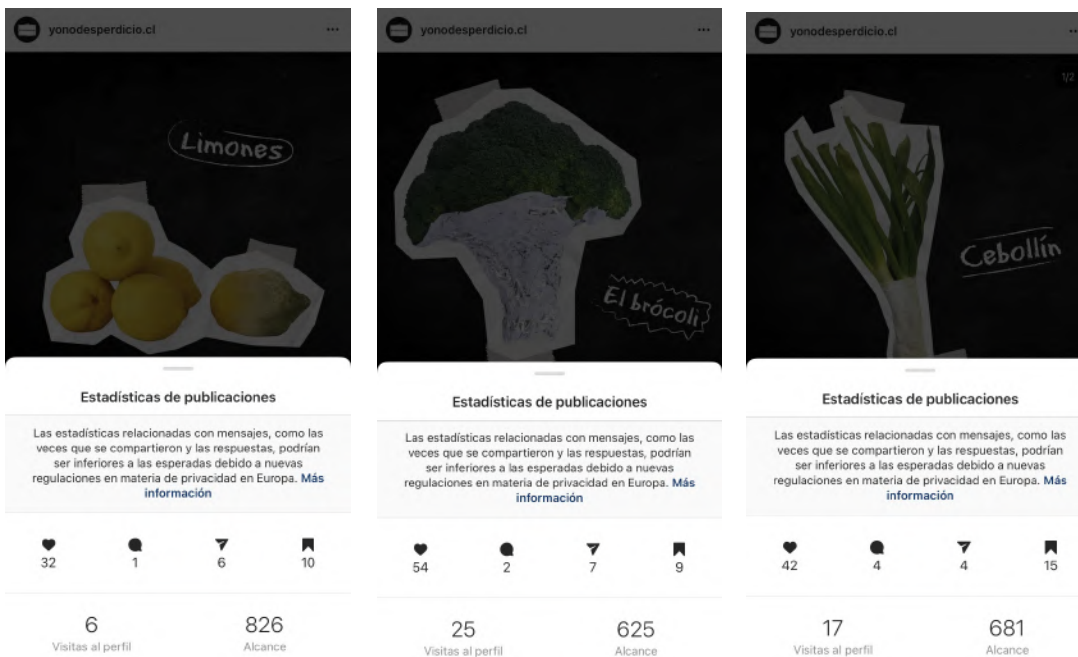 yonodesperdicio.cl
Limones
Estadísticas de publicaciones
Las estadísticas relacionadas con mensajes, como las
veces que se compartieron y las respuestas, podrían
ser inferiores a las esperadas debido a nuevas
regulaciones en materia de privacidad en Europa. Más
información
32 1 6 10
6 826
Visitas al perfil Alcance
yonodesperdicio.cl
El brócoli
Estadísticas de publicaciones
Las estadísticas relacionadas con mensajes, como las
veces que se compartieron y las respuestas, podrían
ser inferiores a las esperadas debido a nuevas
regulaciones en materia de privacidad en Europa. Más
información
54 2 7 9
25 625
Visitas al perfil Alcance
yonodesperdicio.cl
1/2
Cebollín
Estadísticas de publicaciones
Las estadísticas relacionadas con mensajes, como las
veces que se compartieron y las respuestas, podrían
ser inferiores a las esperadas debido a nuevas
regulaciones en materia de privacidad en Europa. Más
información
42 4 4 15
17 681
Visitas al perfil Alcance